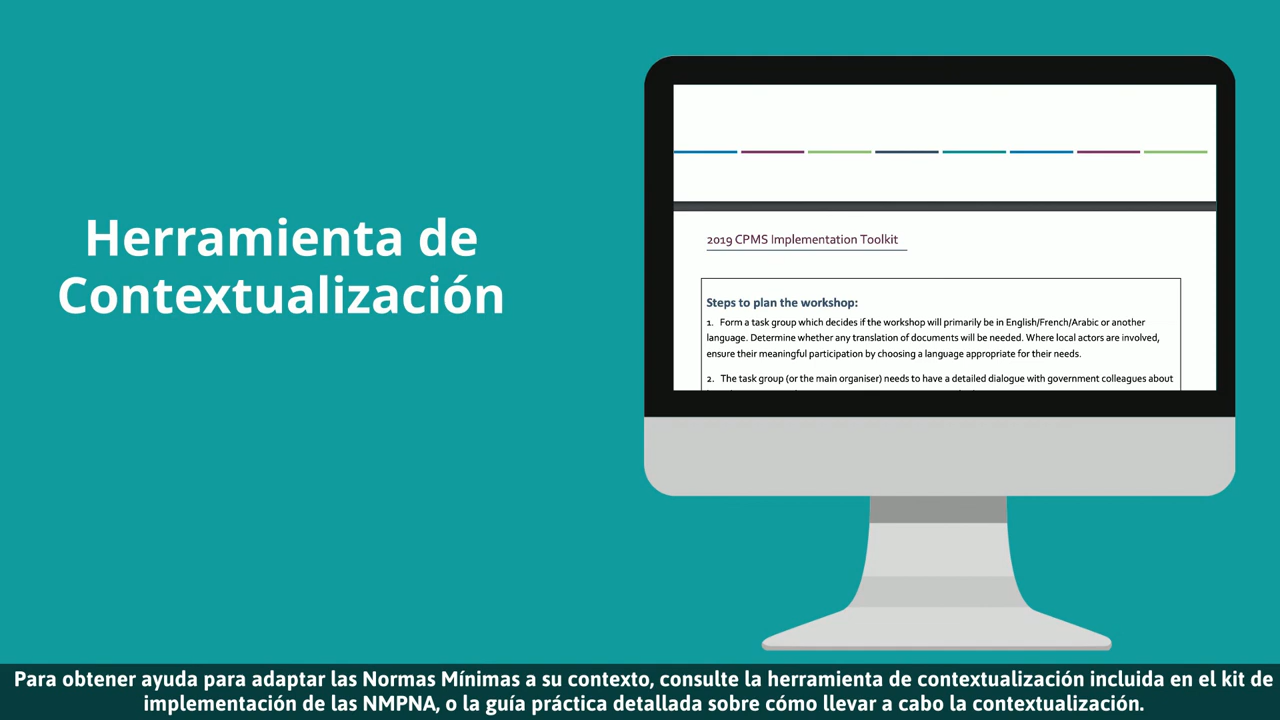 Herramienta de
Contextualización
2019 CPMS Implementation Toolkit
Steps to plan the workshop:
1. Form a task group which decides if the workshop will primarily be in English/French/Arabic or another
language. Determine whether any translation of documents will be needed. Where local actors are involved,
ensure their meaningful participation by choosing a language appropriate for their needs.
2. The task group (or the main organiser) needs to have a detailed dialogue with government colleagues about
Para obtener ayuda para adaptar las Normas Mínimas a su contexto, consulte la herramienta de contextualización incluida en el kit de
implementación de las NMPNA, o la guía práctica detallada sobre cómo llevar a cabo la contextualización.